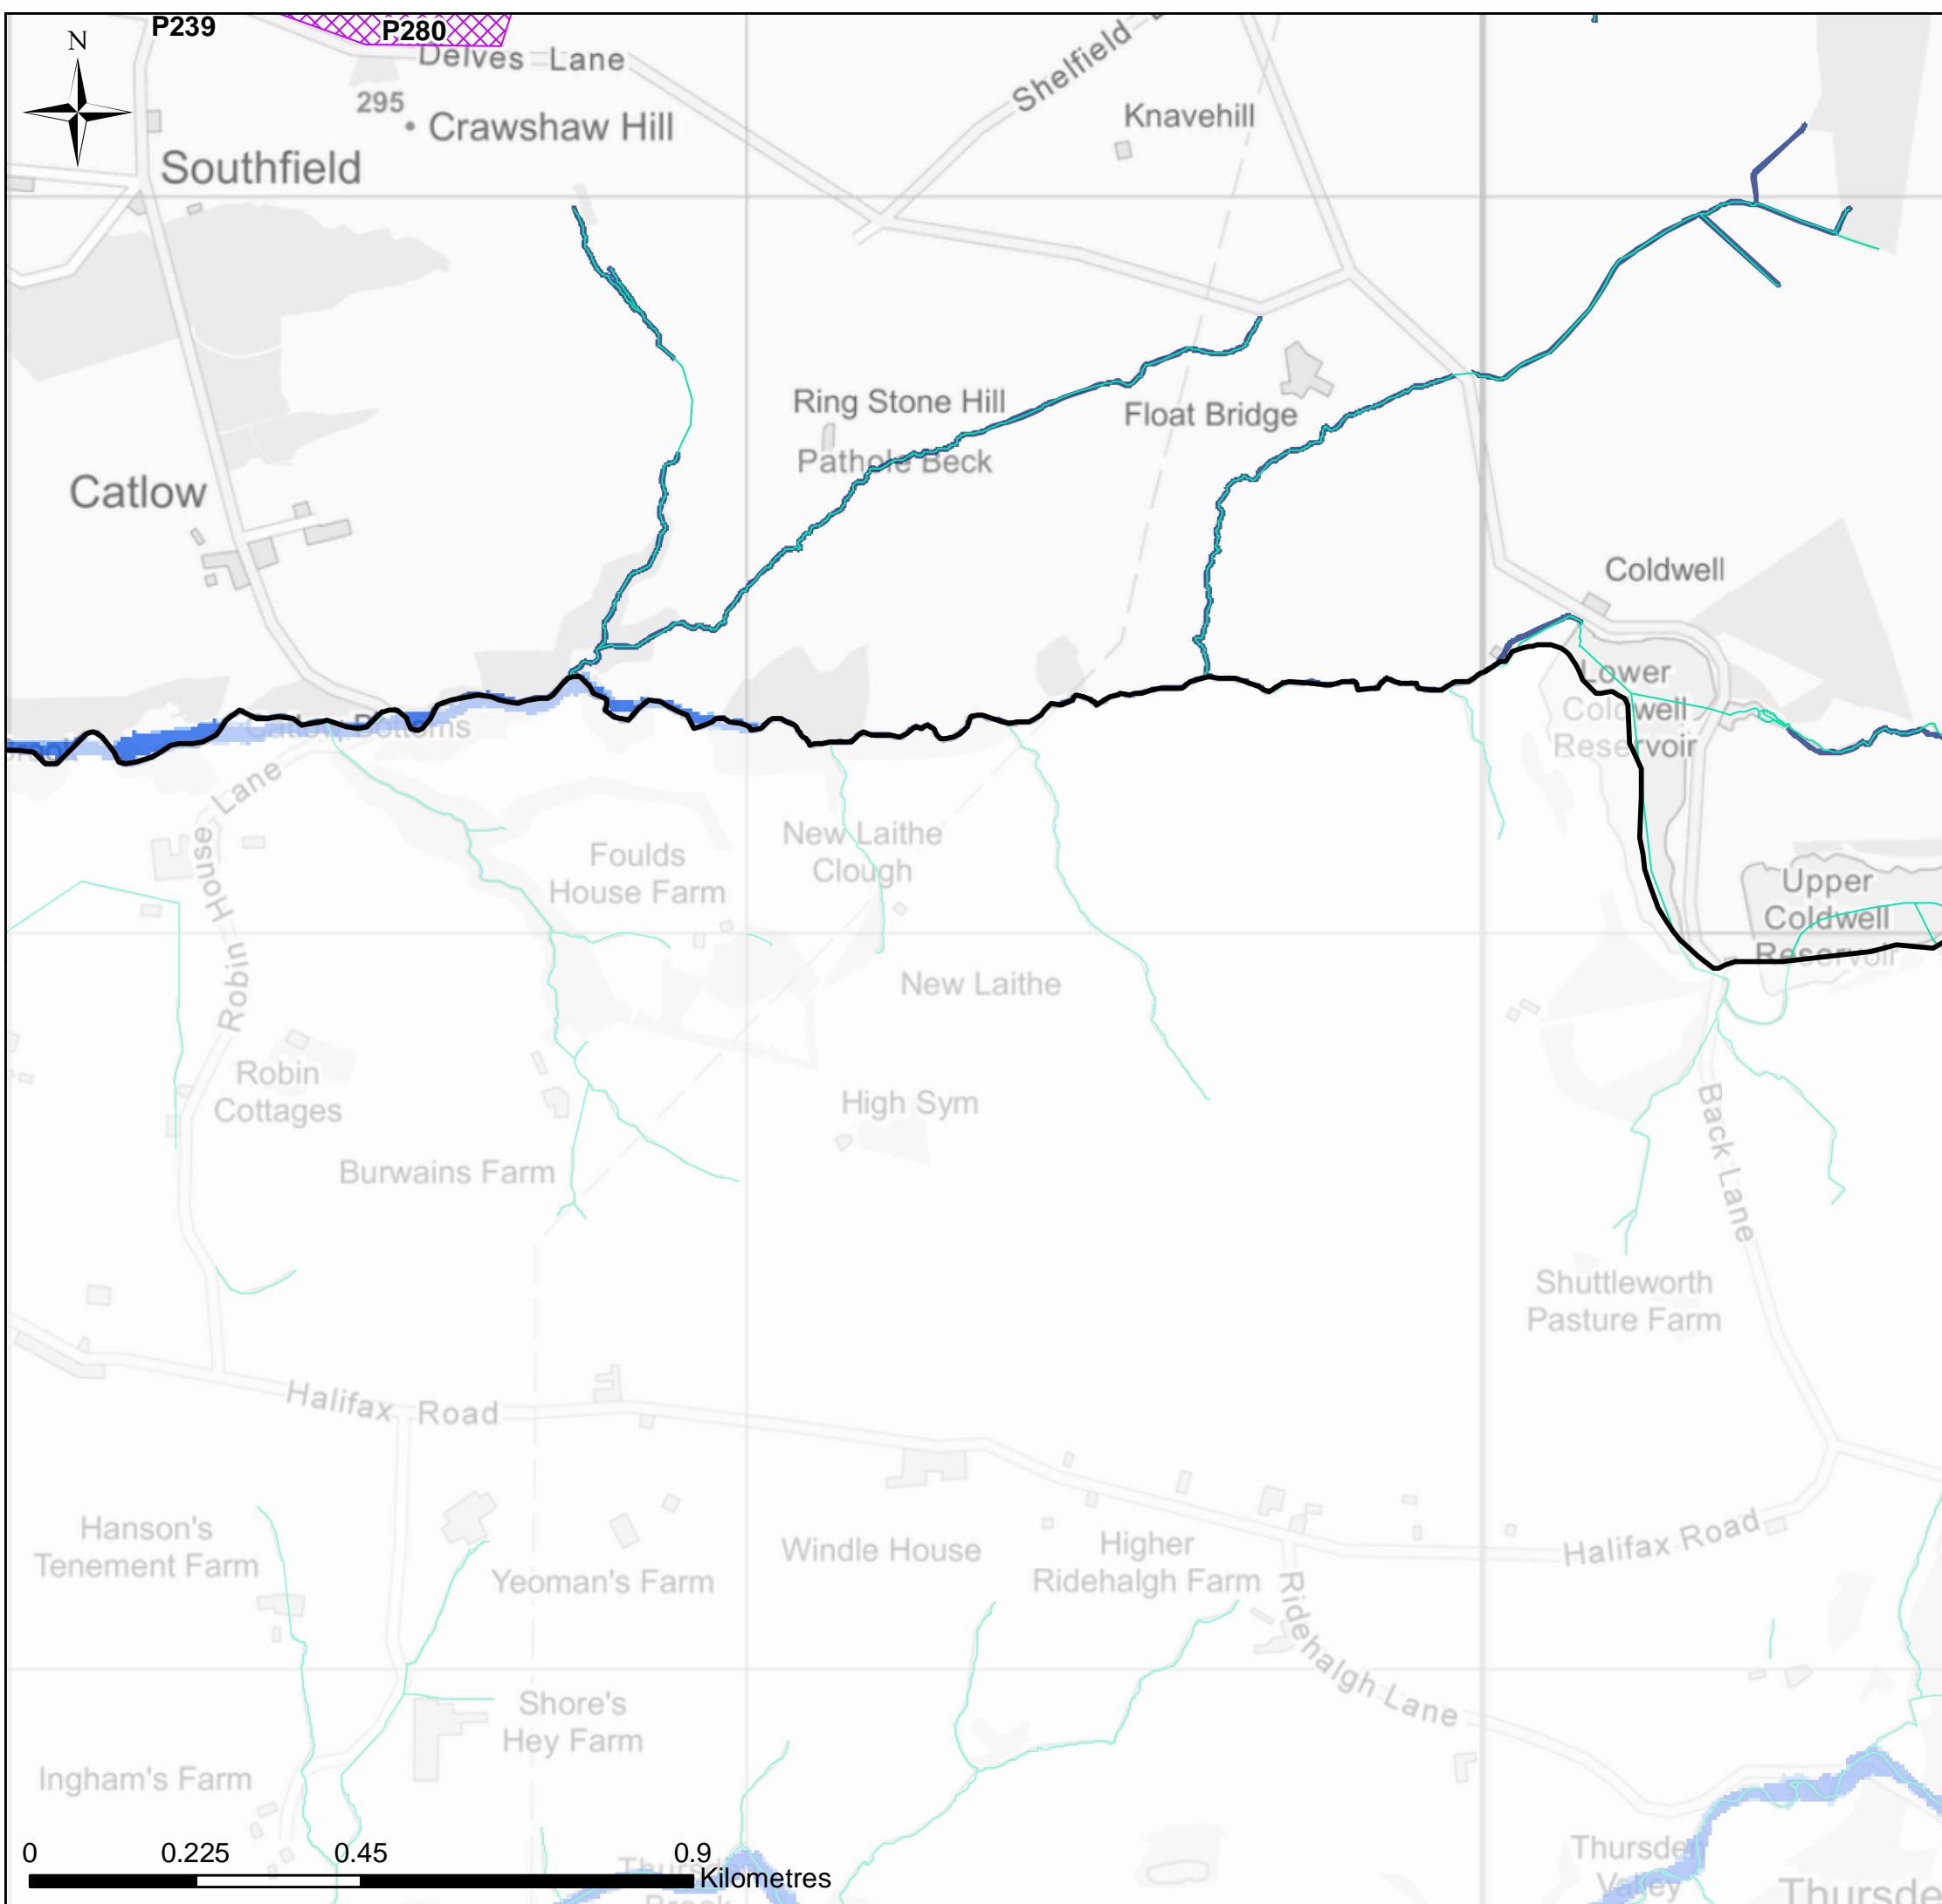 P239
P280
N
Delves Lane
Shelfield
295
Crawshaw Hill
Knavehill
Southfield
Ring Stone Hill
Float Bridge
Pathole Beck
Catlow
Coldwell
Lower
Coldwell
Reservoir
Catlow Bottoms
House Lane
Robin
New Laithe
Clough
Foulds
House Farm
Upper
Coldwell
Reservoir
New Laithe
Robin
Cottages
High Sym
Back Lane
Burwains Farm
Shuttleworth
Pasture Farm
Halifax Road
Hanson's
Tenement Farm
Windle House
Higher
Ridehalgh Farm
Halifax Road
Yeoman's Farm
Ridehalgh Lane
Shore's
Hey Farm
Ingham's Farm
0 0.225 0.45 0.9
Kilometres